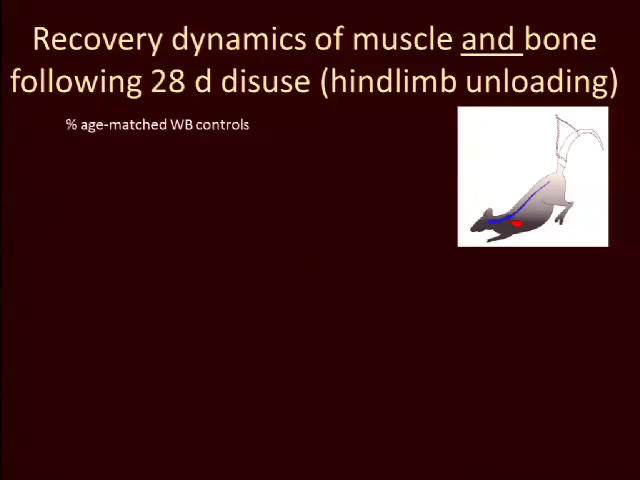 Recovery dynamics of muscle and bone
following 28 d disuse (hindlimb unloading)
% age-matched WB controls